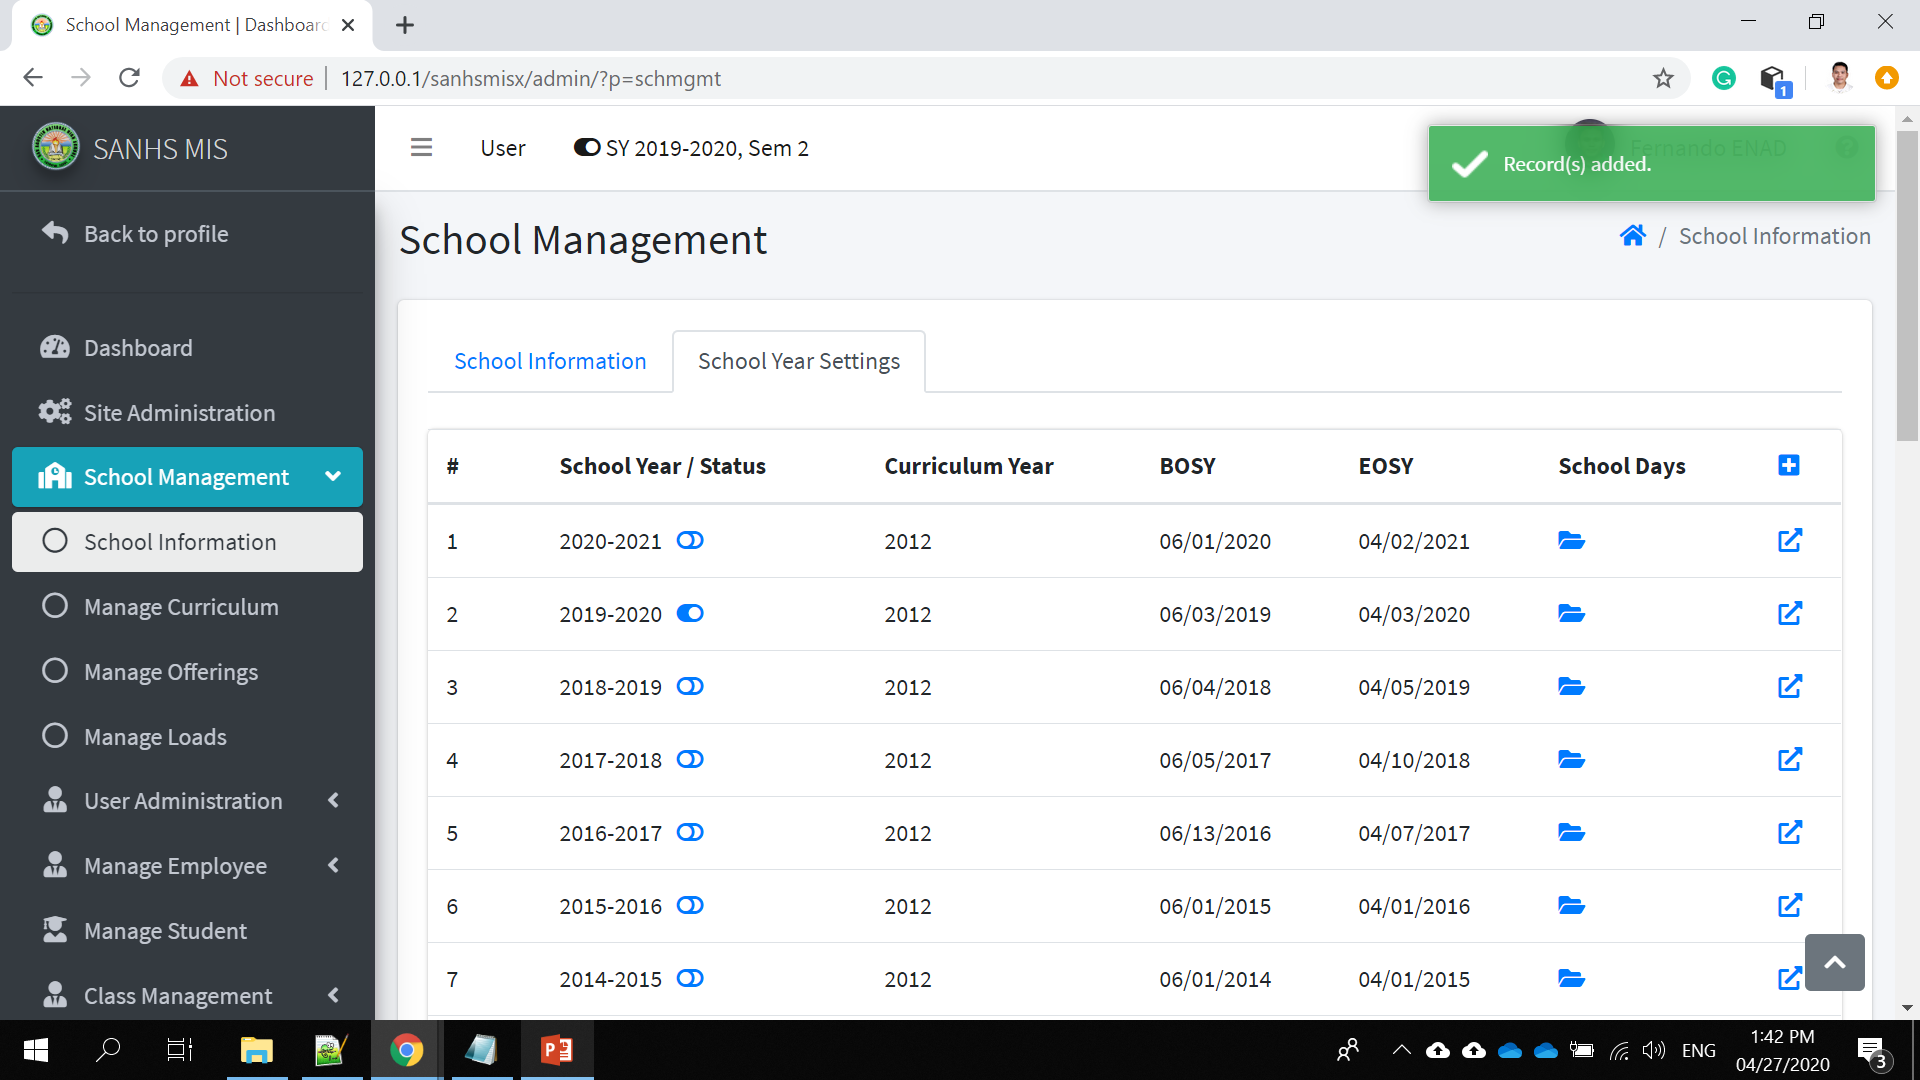 School Management | Dashboard
Not secure
127.0.0.1/sanhsmisx/admin/?p=schmgmt
1
SANHS MIS
User
SY 2019-2020, Sem 2
Fernando ENAD
Record(s) added.
Back to profile
School Management
/ School Information
Dashboard
Site Administration
School Management
School Information
Manage Curriculum
Manage Offerings
Manage Loads
User Administration
Manage Employee
Manage Student
Class Management
School Information
School Year Settings
# School Year / Status Curriculum Year BOSY EOSY School Days
1 2020-2021 2012 06/01/2020 04/02/2021
2 2019-2020 2012 06/03/2019 04/03/2020
3 2018-2019 2012 06/04/2018 04/05/2019
4 2017-2018 2012 06/05/2017 04/10/2018
5 2016-2017 2012 06/13/2016 04/07/2017
6 2015-2016 2012 06/01/2015 04/01/2016
7 2014-2015 2012 06/01/2014 04/01/2015
ENG
1:42 PM
04/27/2020
3